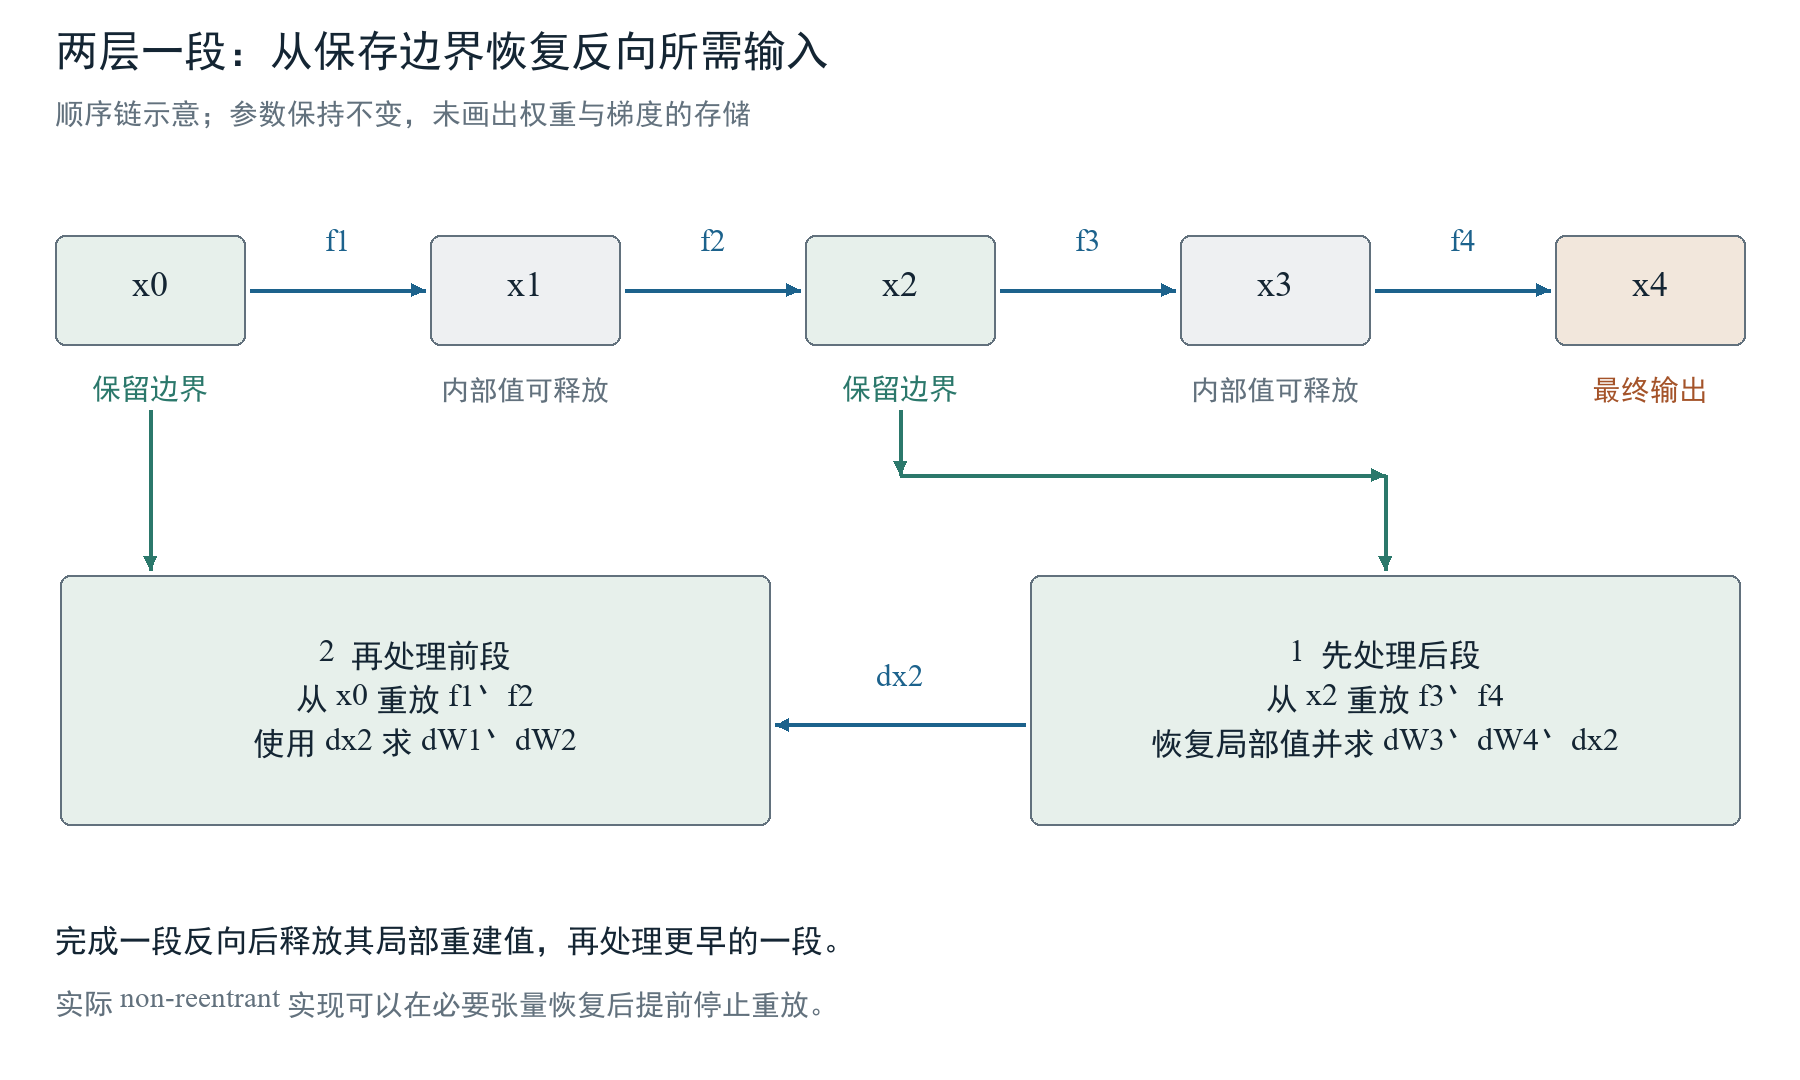 两层一段：从保存边界恢复反向所需输入
顺序链示意；参数保持不变，未画出权重与梯度的存储
f1
f2
f3
f4
x0
x1
x2
x3
x4
保留边界
内部值可释放
保留边界
内部值可释放
最终输出
2 再处理前段
从 x0 重放 f1、f2
使用 dx2 求 dW1、dW2
dx2
1 先处理后段
从 x2 重放 f3、f4
恢复局部值并求 dW3、dW4、dx2
完成一段反向后释放其局部重建值，再处理更早的一段。
实际 non-reentrant 实现可以在必要张量恢复后提前停止重放。